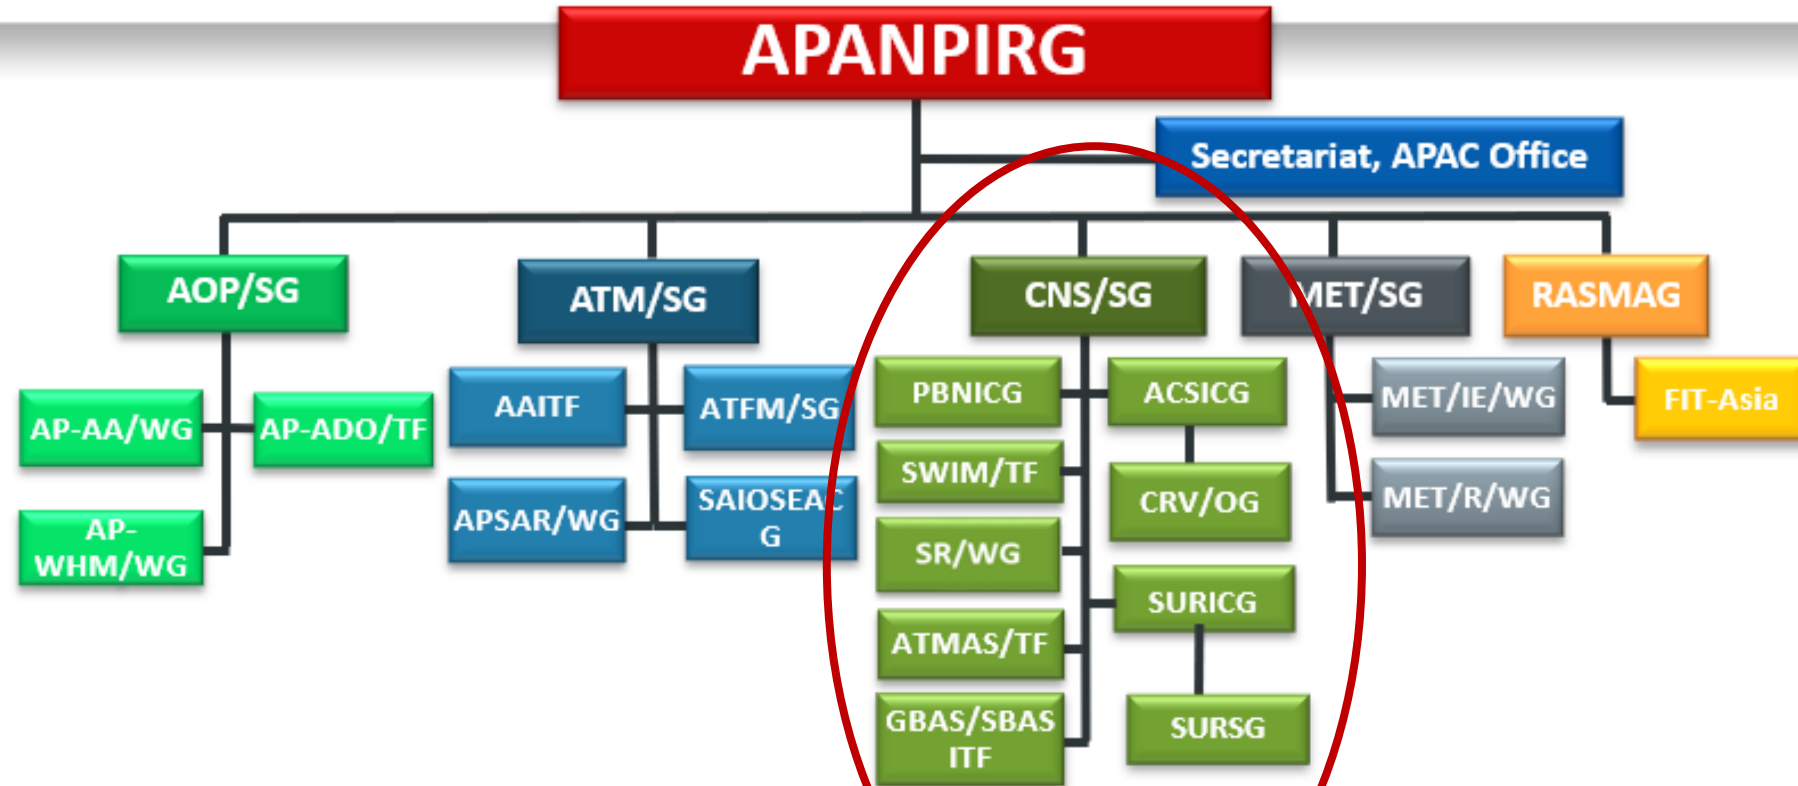 APANPIRG
Secretariat, APAC Office
AOP/SG
ATM/SG
CNS/SG
MET/SG
RASMAG
AP-AA/WG
AP-ADO/TF
AP-
WHM/WG
AAITF
ATFM/SG
APSAR/WG
SAIOSEAC
G
PBNICG
ACSICG
SWIM/TF
CRV/OG
SR/WG
SURICG
ATMAS/TF
GBAS/SBAS
ITF
SURSG
MET/IE/WG
MET/R/WG
FIT-Asia